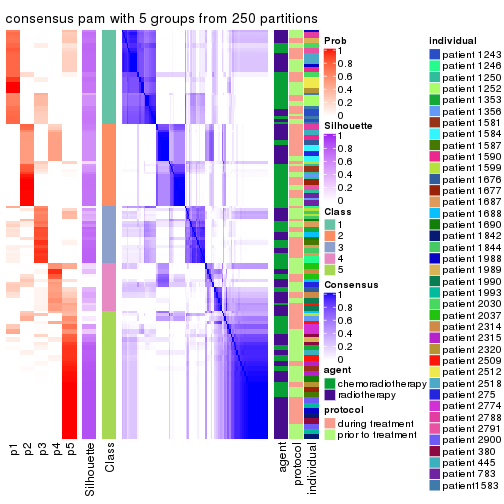 consensus pam with 5 groups from 250 partitions
p1
p2
p3
p4
p5
Silhouette
Class
agent
protocol
individual
Prob
1
0.8
0.6
0.4
0.2
0
Silhouette
1
0.8
0.6
0.4
0.2
0
Class
1
2
3
4
5
Consensus
1
0.8
0.6
0.4
0.2
0
agent
chemoradiotherapy
radiotherapy
protocol
during treatment
prior to treatment
individual
patient 1243
patient 1246
patient 1250
patient 1252
patient 1353
patient 1356
patient 1581
patient 1584
patient 1587
patient 1590
patient 1599
patient 1676
patient 1677
patient 1687
patient 1688
patient 1690
patient 1842
patient 1844
patient 1988
patient 1989
patient 1990
patient 1993
patient 2030
patient 2037
patient 2314
patient 2315
patient 2320
patient 2509
patient 2512
patient 2518
patient 275
patient 2774
patient 2788
patient 2791
patient 2900
patient 380
patient 445
patient 783
patient1583